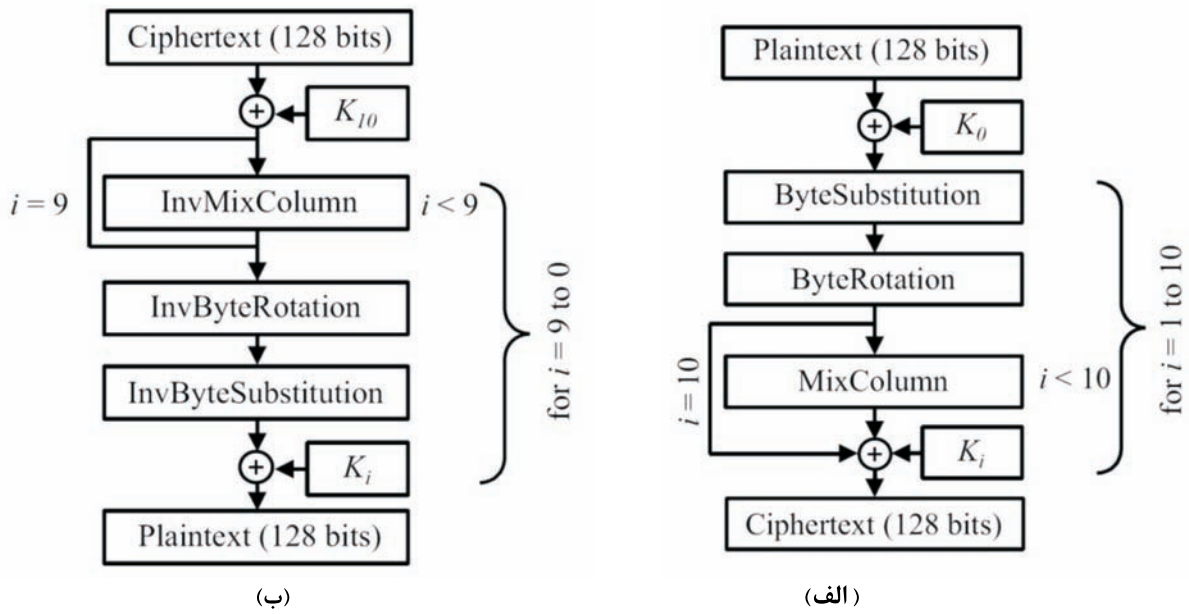 Ciphertext (128 bits)
K10
i = 9
InvMixColumn
i < 9
InvByteRotation
InvByteSubstitution
Ki
Plaintext (128 bits)
for i = 9 to 0
(ب)
Plaintext (128 bits)
K0
ByteSubstitution
ByteRotation
i = 10
MixColumn
i < 10
Ki
Ciphertext (128 bits)
for i = 1 to 10
(الف)